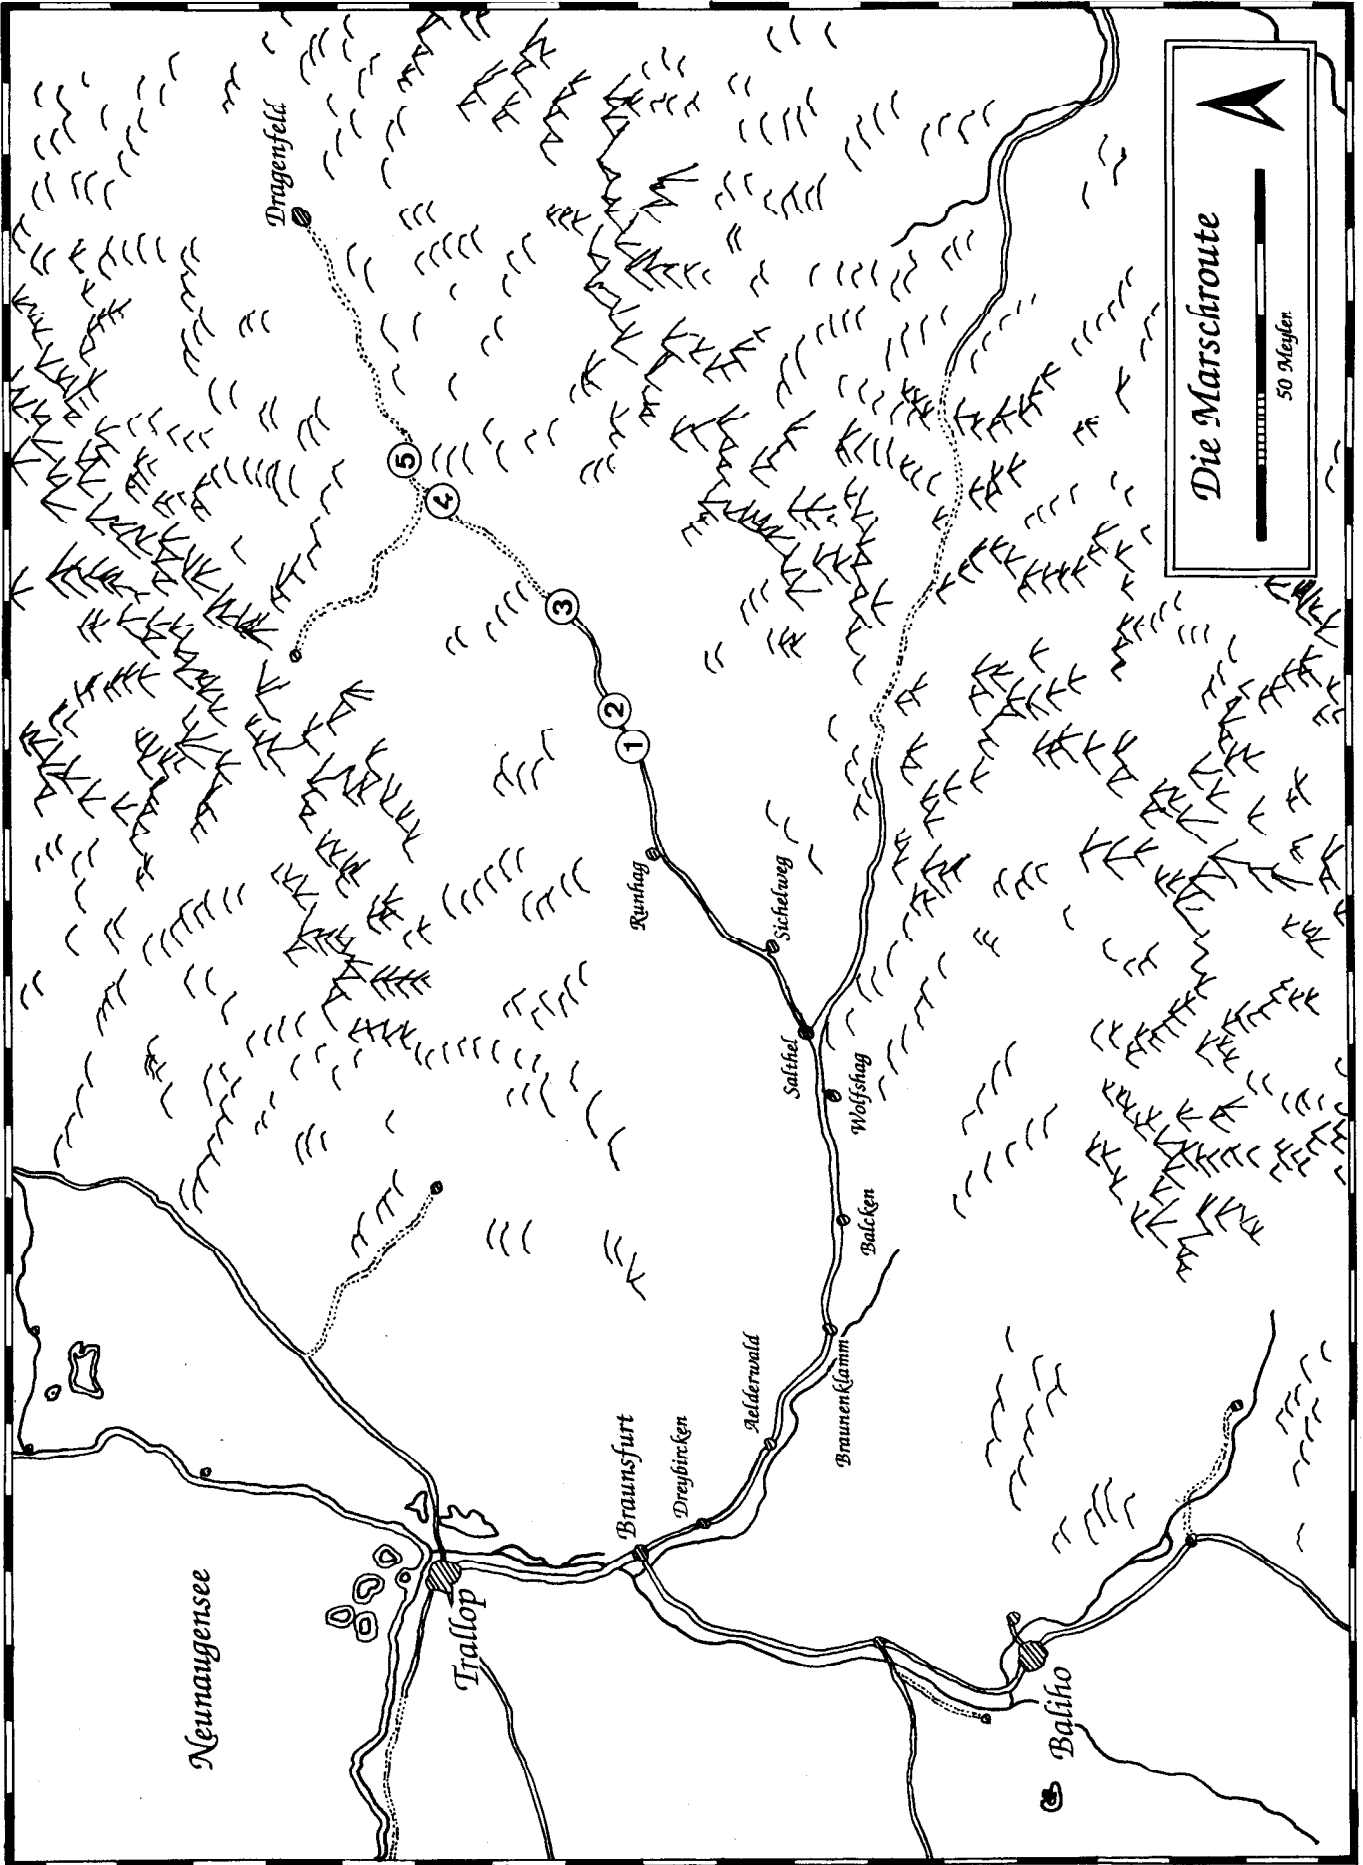 Neunaugensee
Trallop
Dragenfeld
Braunsfurt
Dreybircken
Aelderwald
Braunenklamm
Balcken
Wolfshag
Salthel
Sichelweg
Runhag
1
2
3
4
5
Baliho
Die Marschroute
50 Meylen